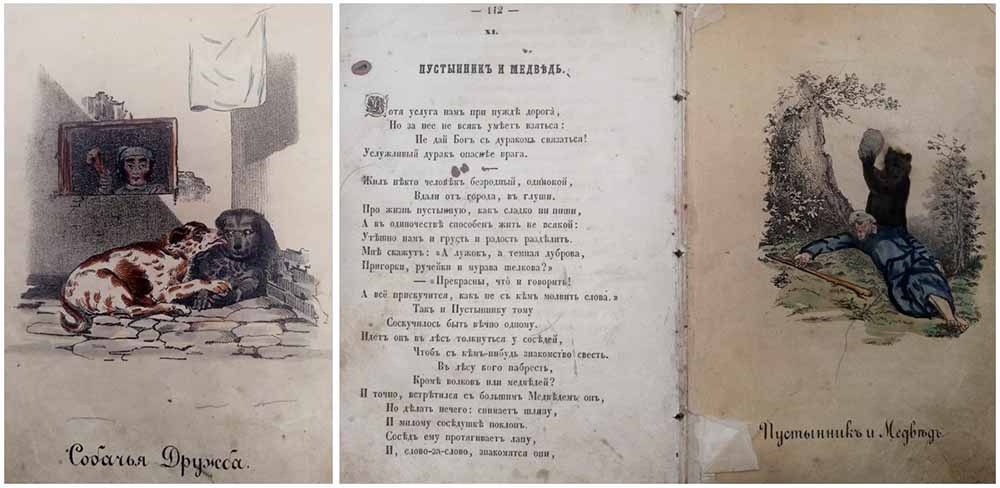 Собачья Дружба.
— 112 —
XI.
ПУСТЫННИКЪ И МЕДВѢДЬ.
Хотя услуга намъ при нуждѣ дорога́,
Но за нее не всякъ умѣетъ взяться:
Не дай Богъ съ дуракомъ связаться!
Услужливый дуракъ опаснѣе врага.
Жилъ нѣкто человѣкъ безродный, одинокой,
Вдали отъ города, въ глуши.
Про жизнь пустынную, какъ сладко ни пиши,
А въ одиночествѣ способенъ жить не всякой:
Утѣшно намъ и грусть и радость раздѣлить.
Мнѣ скажутъ: «А лужокъ, а темная дуброва,
Пригорки, ручейки и мурава шелкова?»
— «Прекрасны, что̀ и говорить!
А всё прискучится, какъ не съ кѣмъ молвить слова.»
Такъ и Пустыннику тому
Соскучилось быть вѣчно одному.
Идетъ онъ въ лѣсъ толкнуться у сосѣдей,
Чтобъ съ кѣмъ-нибудь знакомство свесть.
Въ лѣсу кого набресть,
Кромѣ волковъ или медвѣдей?
И точно, встрѣтился съ большимъ Медвѣдемъ онъ,
Но дѣлать нечего: снимаетъ шляпу,
И милому сосѣдушкѣ поклонъ.
Сосѣдъ ему протягиваетъ лапу,
И, слово-за-слово, знакомятся они,
Пустынникъ и Медвѣдь